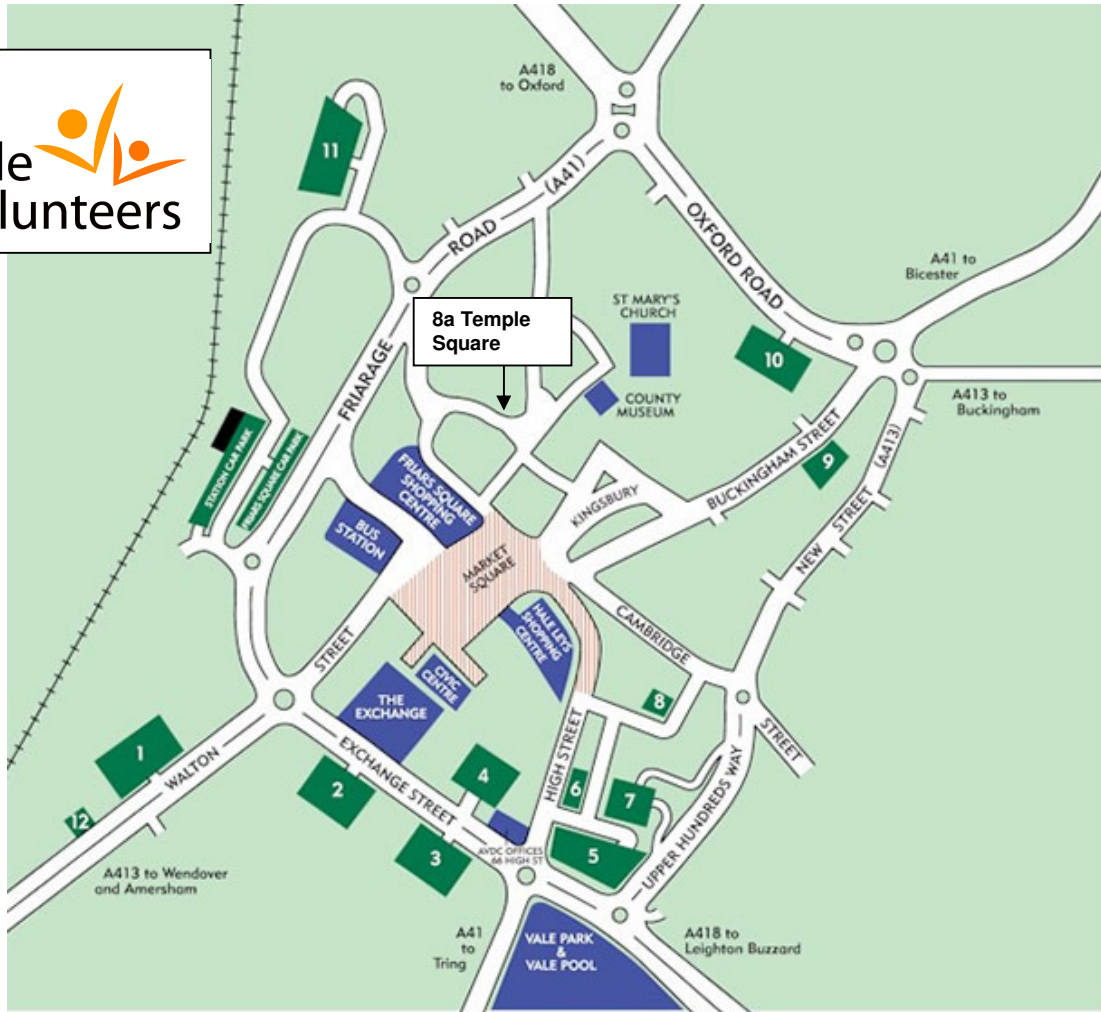 A418
to Oxford
le
lunteers
11
ROAD
(A41)
OXFORD ROAD
A41 to
Bicester
ST MARY'S
CHURCH
8a Temple
Square
10
COUNTY
MUSEUM
A413 to
Buckingham
FRIARAGE
STATION CAR PARK
FRIARS SQUARE CAR PARK
FRIARS SQUARE
SHOPPING
CENTRE
BUS
STATION
KINGSBURY
BUCKINGHAM STREET
9
(A413)
NEW STREET
MARKET
SQUARE
HALE LEYS
SHOPPING
CENTRE
CAMBRIDGE
STREET
STREET
CIVIC
CENTRE
THE
EXCHANGE
8
1
WALTON
EXCHANGE STREET
2
4
HIGH STREET
6
7
UPPER HUNDREDS WAY
12
3
AVDC OFFICES
66 HIGH ST
5
A413 to Wendover
and Amersham
A41
to
Tring
VALE PARK
&
VALE POOL
A418 to
Leighton Buzzard